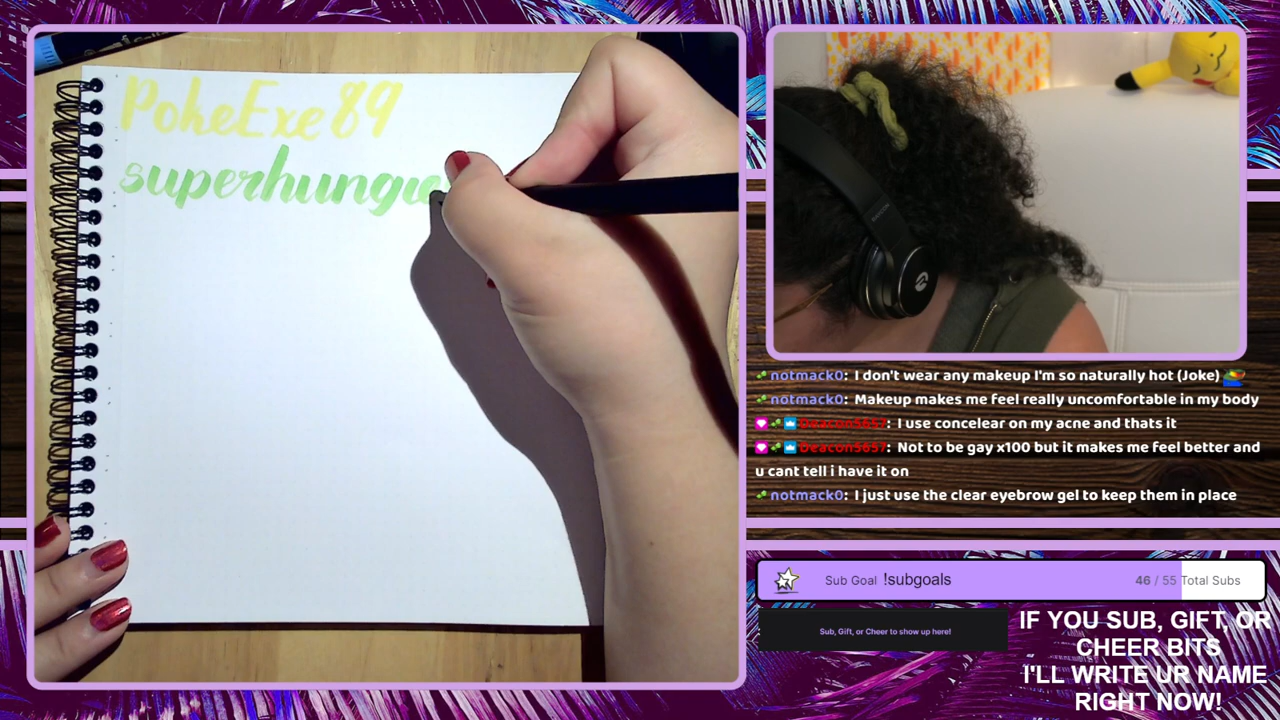 PokeExe89
superhungie
notmack0: I don't wear any makeup I'm so naturally hot (Joke)
notmack0: Makeup makes me feel really uncomfortable in my body
Deacon5657: I use conclear on my acne and thats it
Deacon5657: Not to be gay x100 but it makes me feel better and
u cant tell i have it on
notmack0: I just use the clear eyebrow gel to keep them in place
Sub Goal !subgoals 46 / 55 Total Subs
Sub, Gift, or Cheer to show up here!
IF YOU SUB, GIFT, OR
CHEER BITS
I'LL WRITE UR NAME
RIGHT NOW!